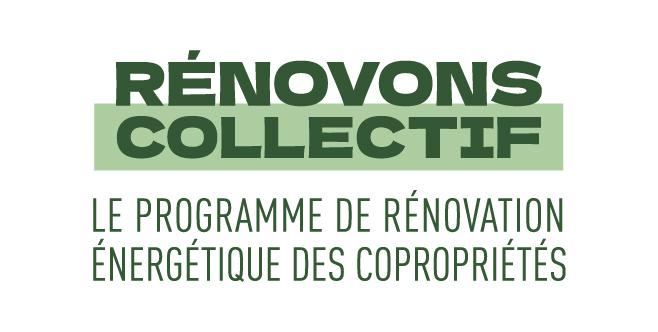 RÉNOVONS
COLLECTIF
LE PROGRAMME DE RÉNOVATION
ÉNERGÉTIQUE DES COPROPRIÉTÉS